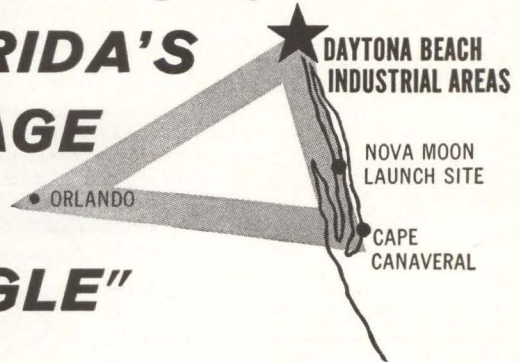 RIDA'S
AGE
GLE"
DAYTONA BEACH
INDUSTRIAL AREAS
NOVA MOON
LAUNCH SITE
ORLANDO
CAPE
CANAVERAL